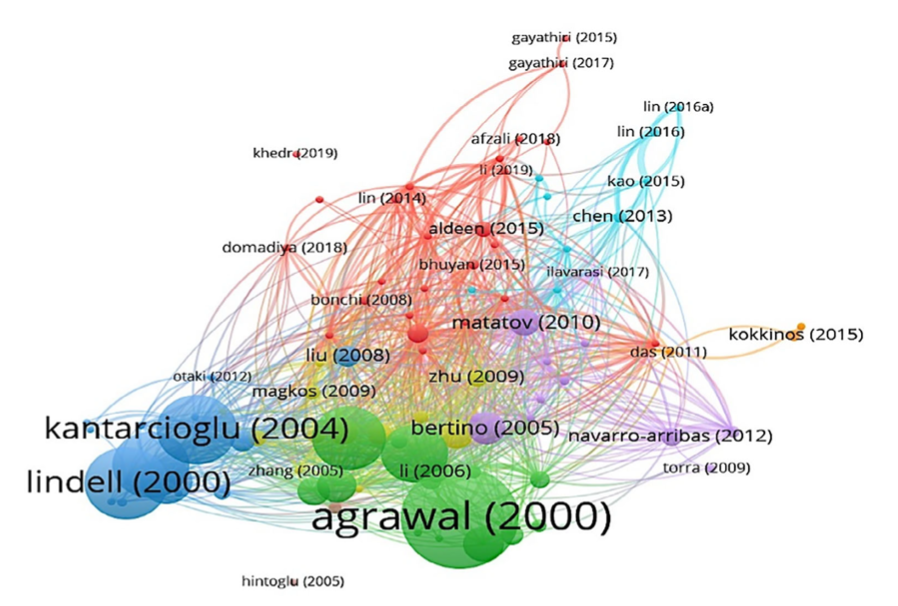 gayathiri (2015)
gayathiri (2017)
lin (2016a)
lin (2016)
afzali (2018)
khedr (2019)
li (2019)
kao (2015)
lin (2014)
chen (2013)
aldeen (2015)
domadiya (2018)
bhuyan (2015)
ilavarasi (2017)
bonchi (2008)
matatov (2010)
kokkinos (2015)
liu (2008)
das (2011)
otaki (2012)
zhu (2009)
magkos (2009)
kantarcioglu (2004)
bertino (2005)
navarro-arribas (2012)
zhang (2005)
li (2006)
torra (2009)
lindell (2000)
agrawal (2000)
hintoglu (2005)